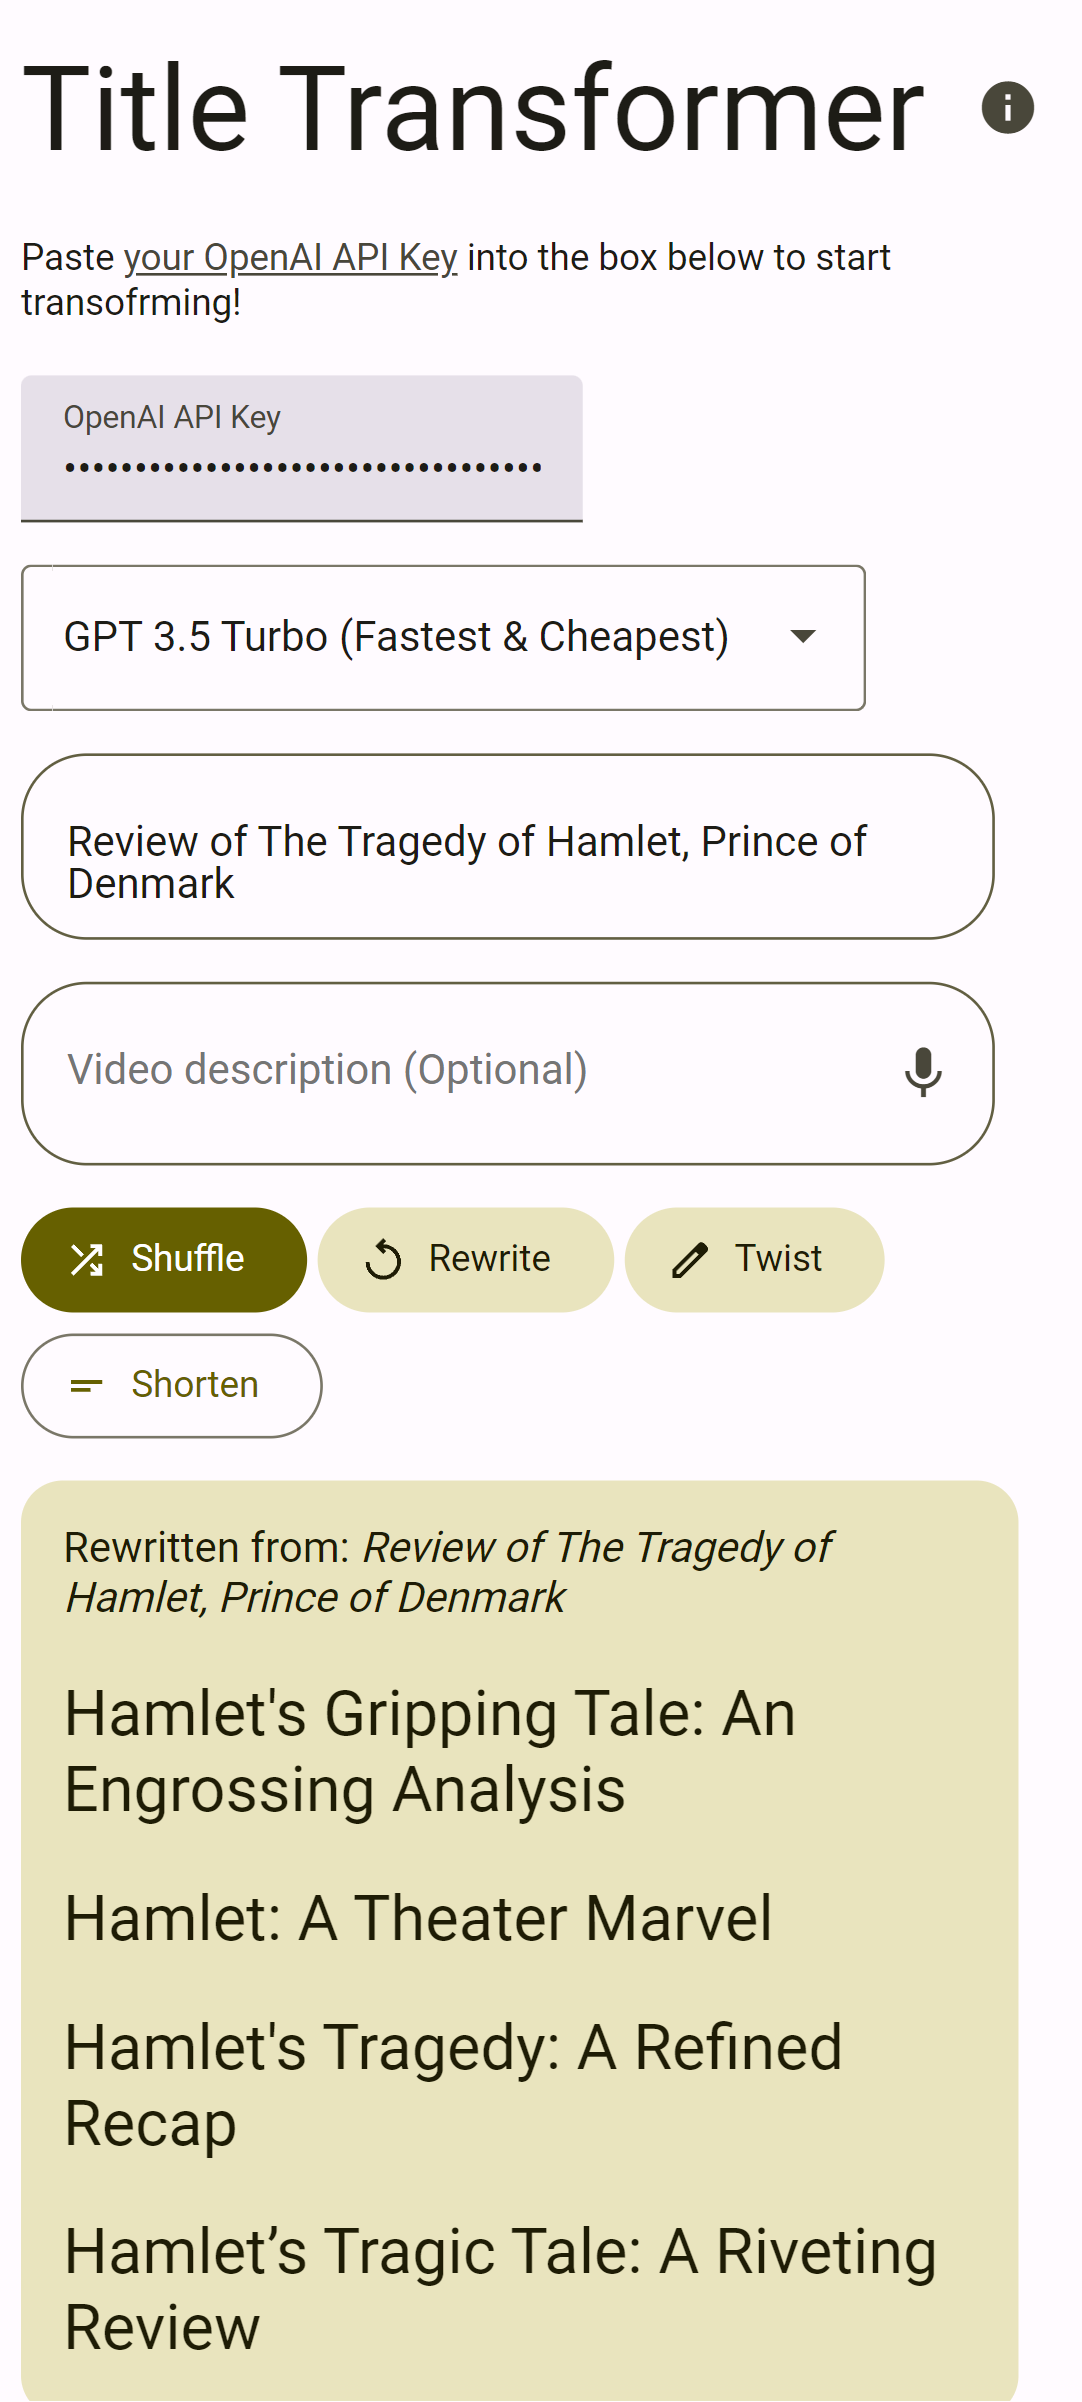 Title Transformer
Paste your OpenAI API Key into the box below to start
transofrming!
OpenAI API Key
••••••••••••••••••••••••••••••••••
GPT 3.5 Turbo (Fastest & Cheapest)
Review of The Tragedy of Hamlet, Prince of
Denmark
Video description (Optional)
Shuffle Rewrite Twist
Shorten
Rewritten from: Review of The Tragedy of
Hamlet, Prince of Denmark
Hamlet's Gripping Tale: An
Engrossing Analysis
Hamlet: A Theater Marvel
Hamlet's Tragedy: A Refined
Recap
Hamlet’s Tragic Tale: A Riveting
Review